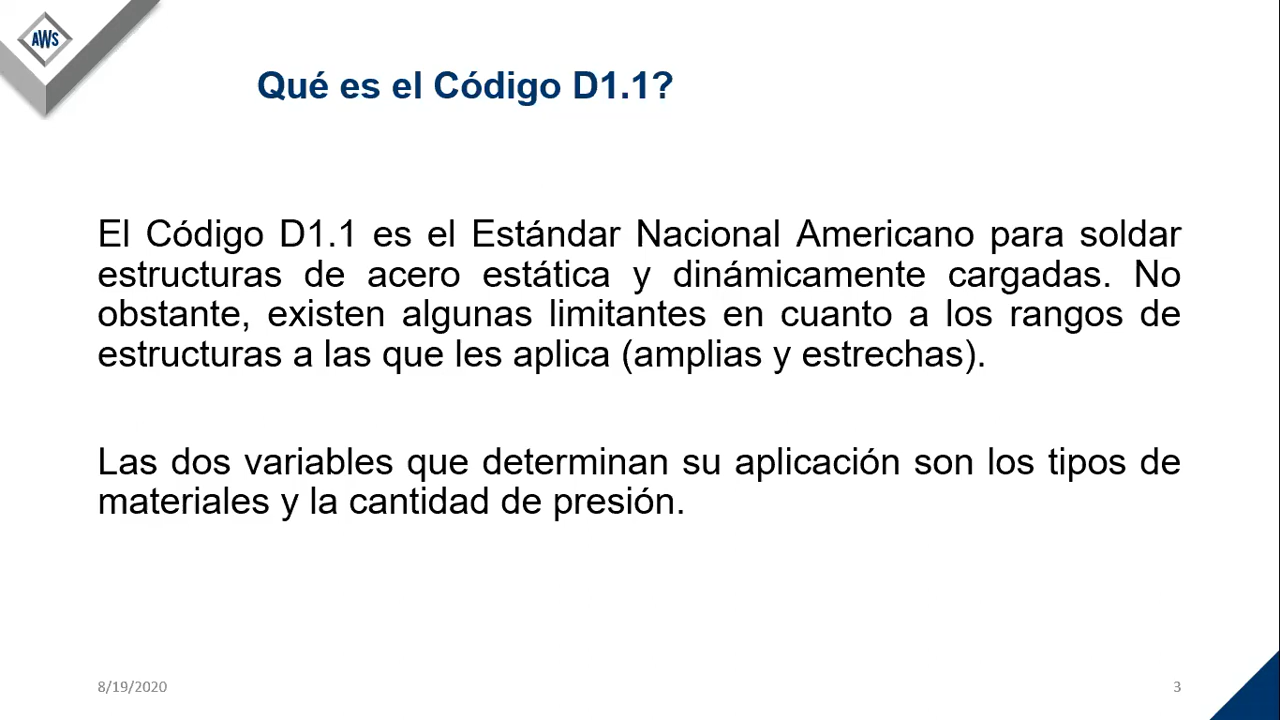 AWS
Qué es el Código D1.1?
El Código D1.1 es el Estándar Nacional Americano para soldar
estructuras de acero estática y dinámicamente cargadas. No
obstante, existen algunas limitantes en cuanto a los rangos de
estructuras a las que les aplica (amplias y estrechas).
Las dos variables que determinan su aplicación son los tipos de
materiales y la cantidad de presión.
8/19/2020
3